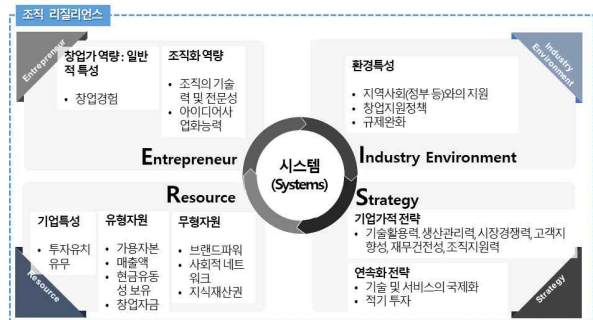 조직 리질리언스
Entrepreneur
창업가 역량 : 일반
적 특성
• 창업경험
조직화 역량
• 조직의 기술
력 및 전문성
• 아이디어사
업화능력
Entrepreneur
Industry
Environment
환경특성
• 지역사회(정부 등)와의 지원
• 창업지원정책
• 규제완화
Industry Environment
시스템
(Systems)
Resource
기업특성
• 투자유치
유무
유형자원
• 가용자본
• 매출액
• 현금유동
성 보유
• 창업자금
무형자원
• 브랜드파워
• 사회적 네트
워크
• 지식재산권
Resource
Strategy
기업가적 전략
• 기술활용력, 생산관리력, 시장경쟁력, 고객지
향성, 재무건전성, 조직지원력
연속화 전략
• 기술 및 서비스의 국제화
• 적기 투자
Strategy